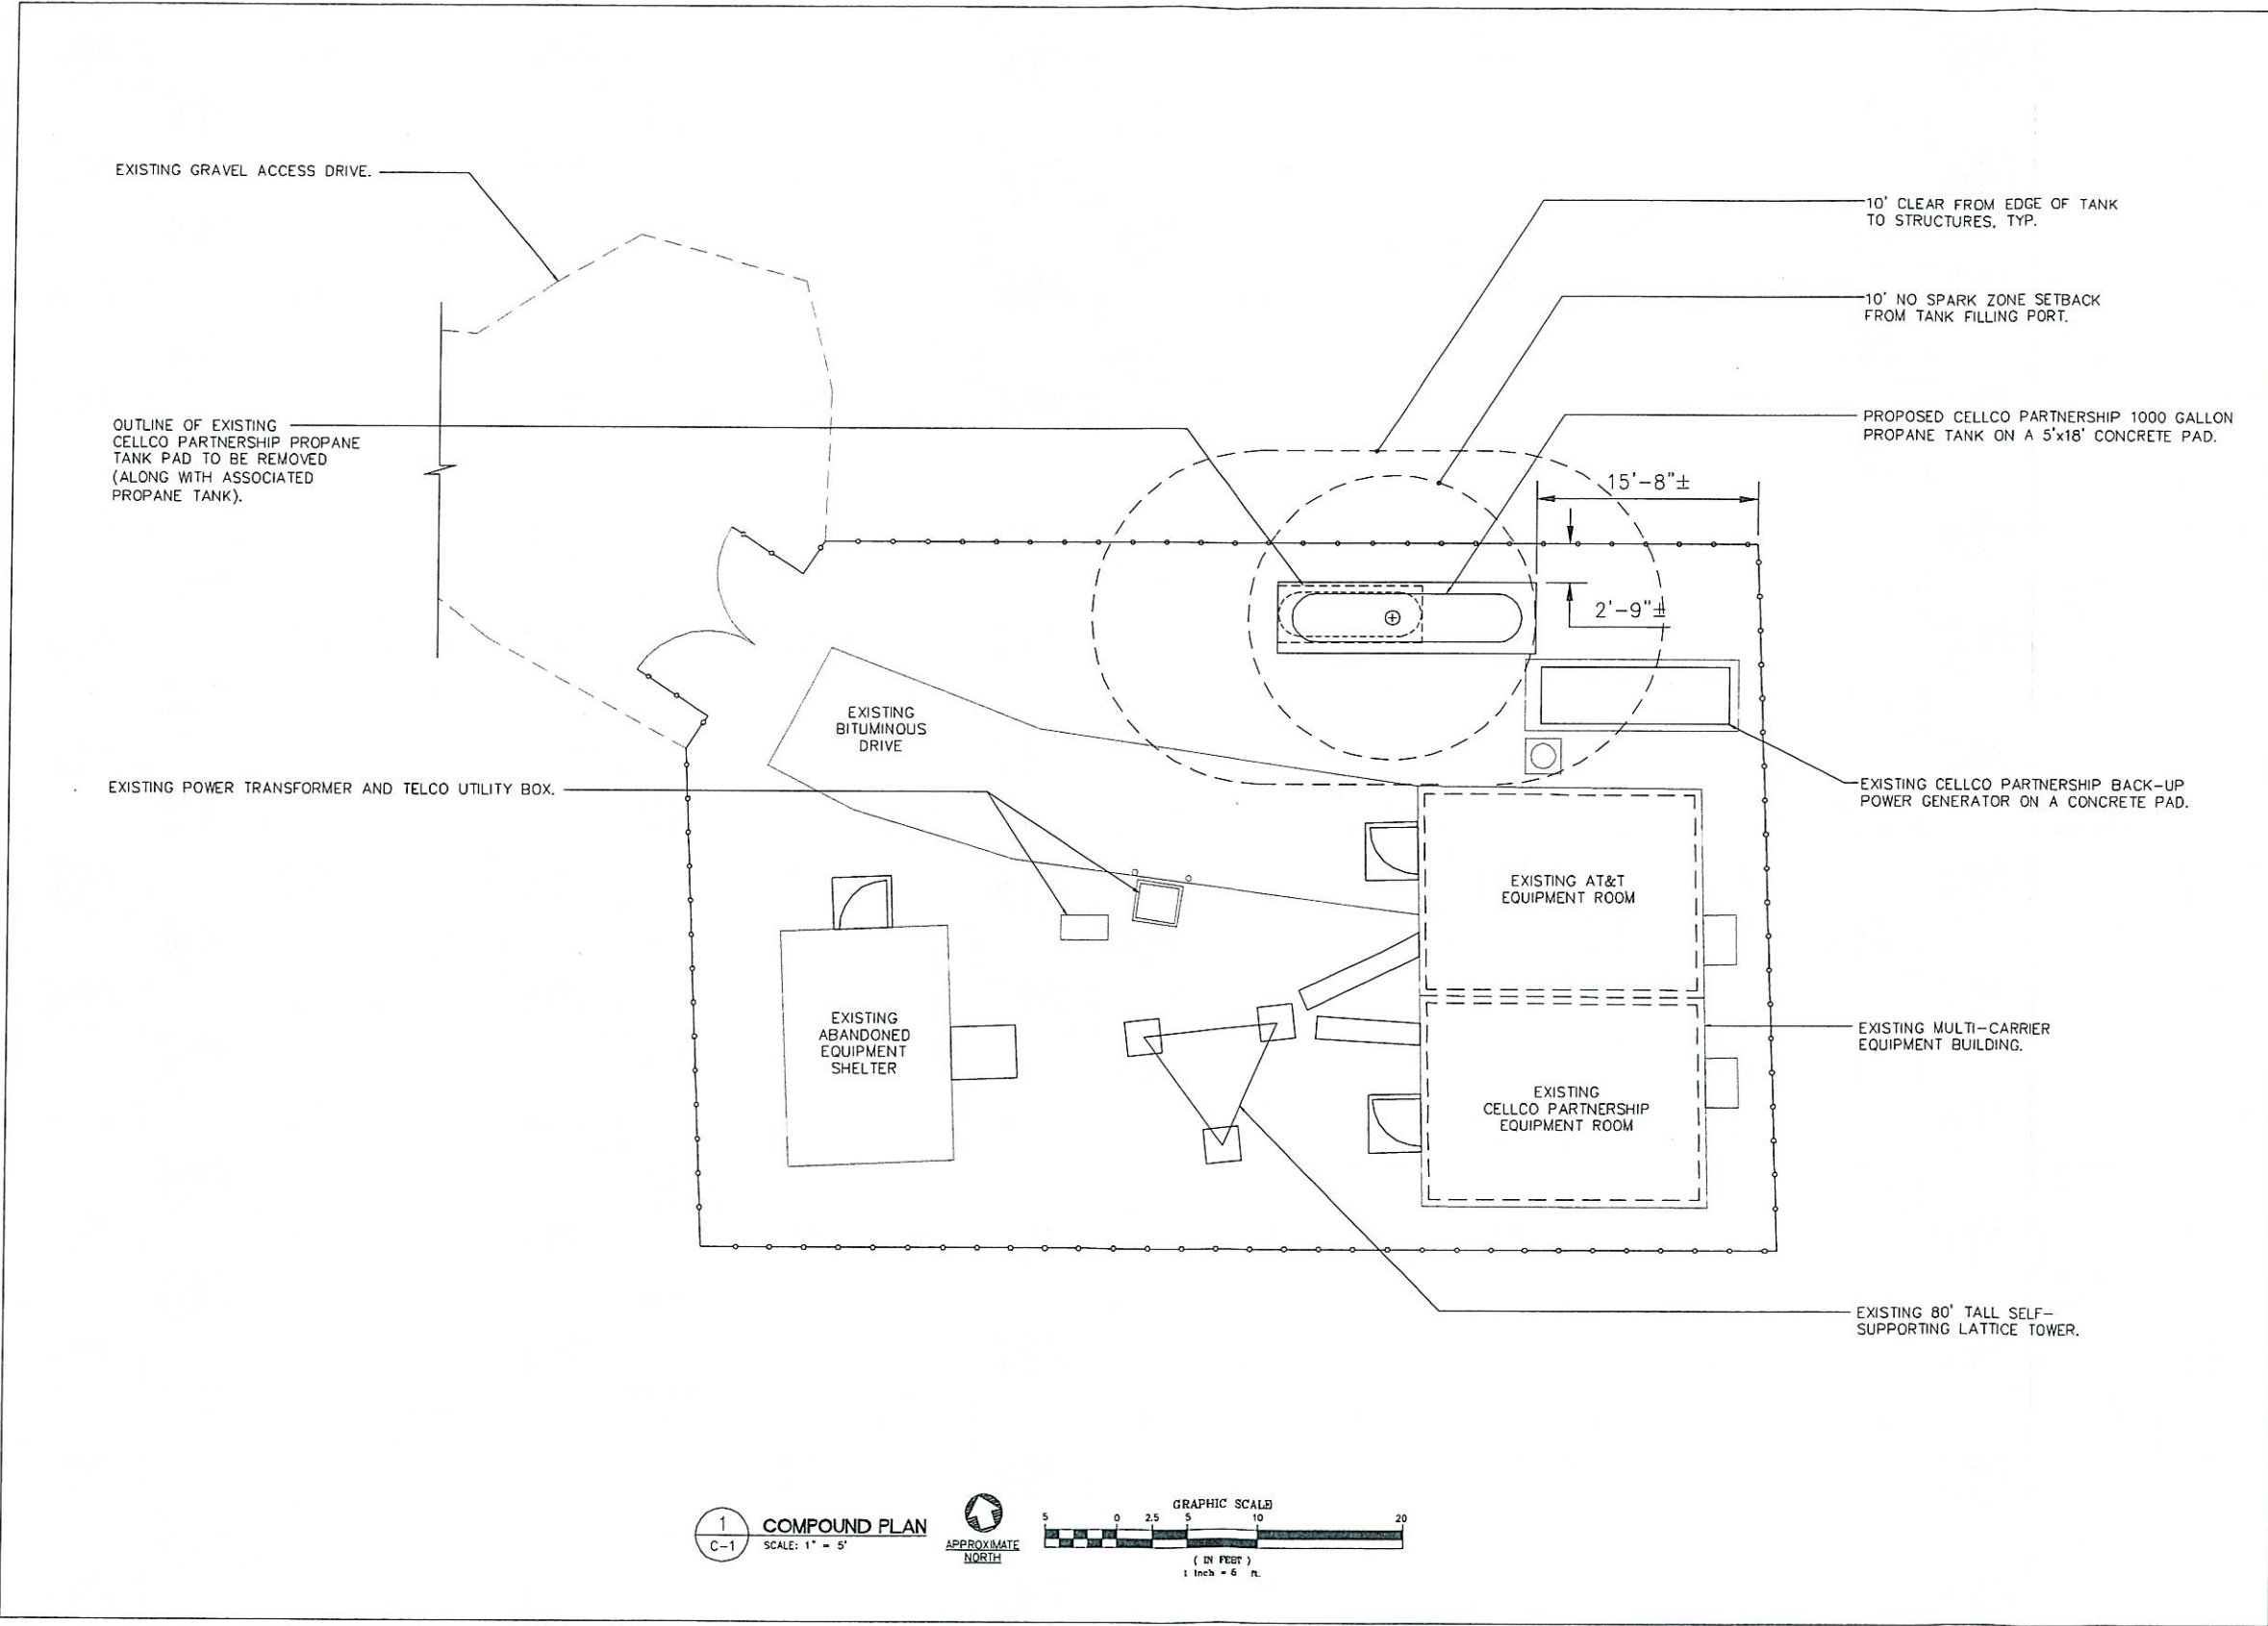 EXISTING GRAVEL ACCESS DRIVE.
10' CLEAR FROM EDGE OF TANK
TO STRUCTURES, TYP.
10' NO SPARK ZONE SETBACK
FROM TANK FILLING PORT.
OUTLINE OF EXISTING
CELLCO PARTNERSHIP PROPANE
TANK PAD TO BE REMOVED
(ALONG WITH ASSOCIATED
PROPANE TANK).
PROPOSED CELLCO PARTNERSHIP 1000 GALLON
PROPANE TANK ON A 5'x18' CONCRETE PAD.
15'-8"±
2'-9"±
EXISTING
BITUMINOUS
DRIVE
EXISTING POWER TRANSFORMER AND TELCO UTILITY BOX.
EXISTING CELLCO PARTNERSHIP BACK-UP
POWER GENERATOR ON A CONCRETE PAD.
EXISTING AT&T
EQUIPMENT ROOM
EXISTING
ABANDONED
EQUIPMENT
SHELTER
EXISTING MULTI-CARRIER
EQUIPMENT BUILDING.
EXISTING
CELLCO PARTNERSHIP
EQUIPMENT ROOM
EXISTING 80' TALL SELF-
SUPPORTING LATTICE TOWER.
1
C-1
COMPOUND PLAN
SCALE: 1" = 5'
APPROXIMATE
NORTH
GRAPHIC SCALE
5 0 2.5 5 10 20
( IN FEET )
1 inch = 5 ft.